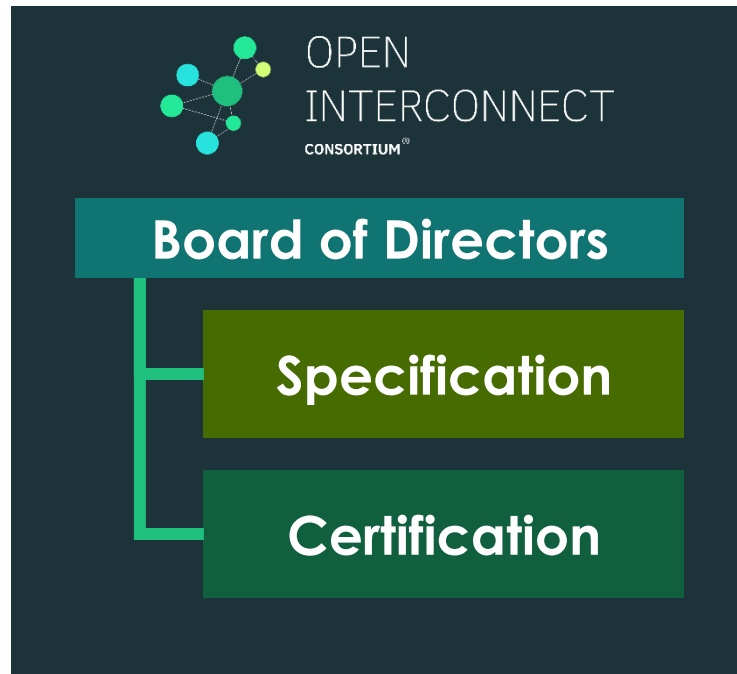 OPEN
INTERCONNECT
CONSORTIUM®
Board of Directors
Specification
Certification